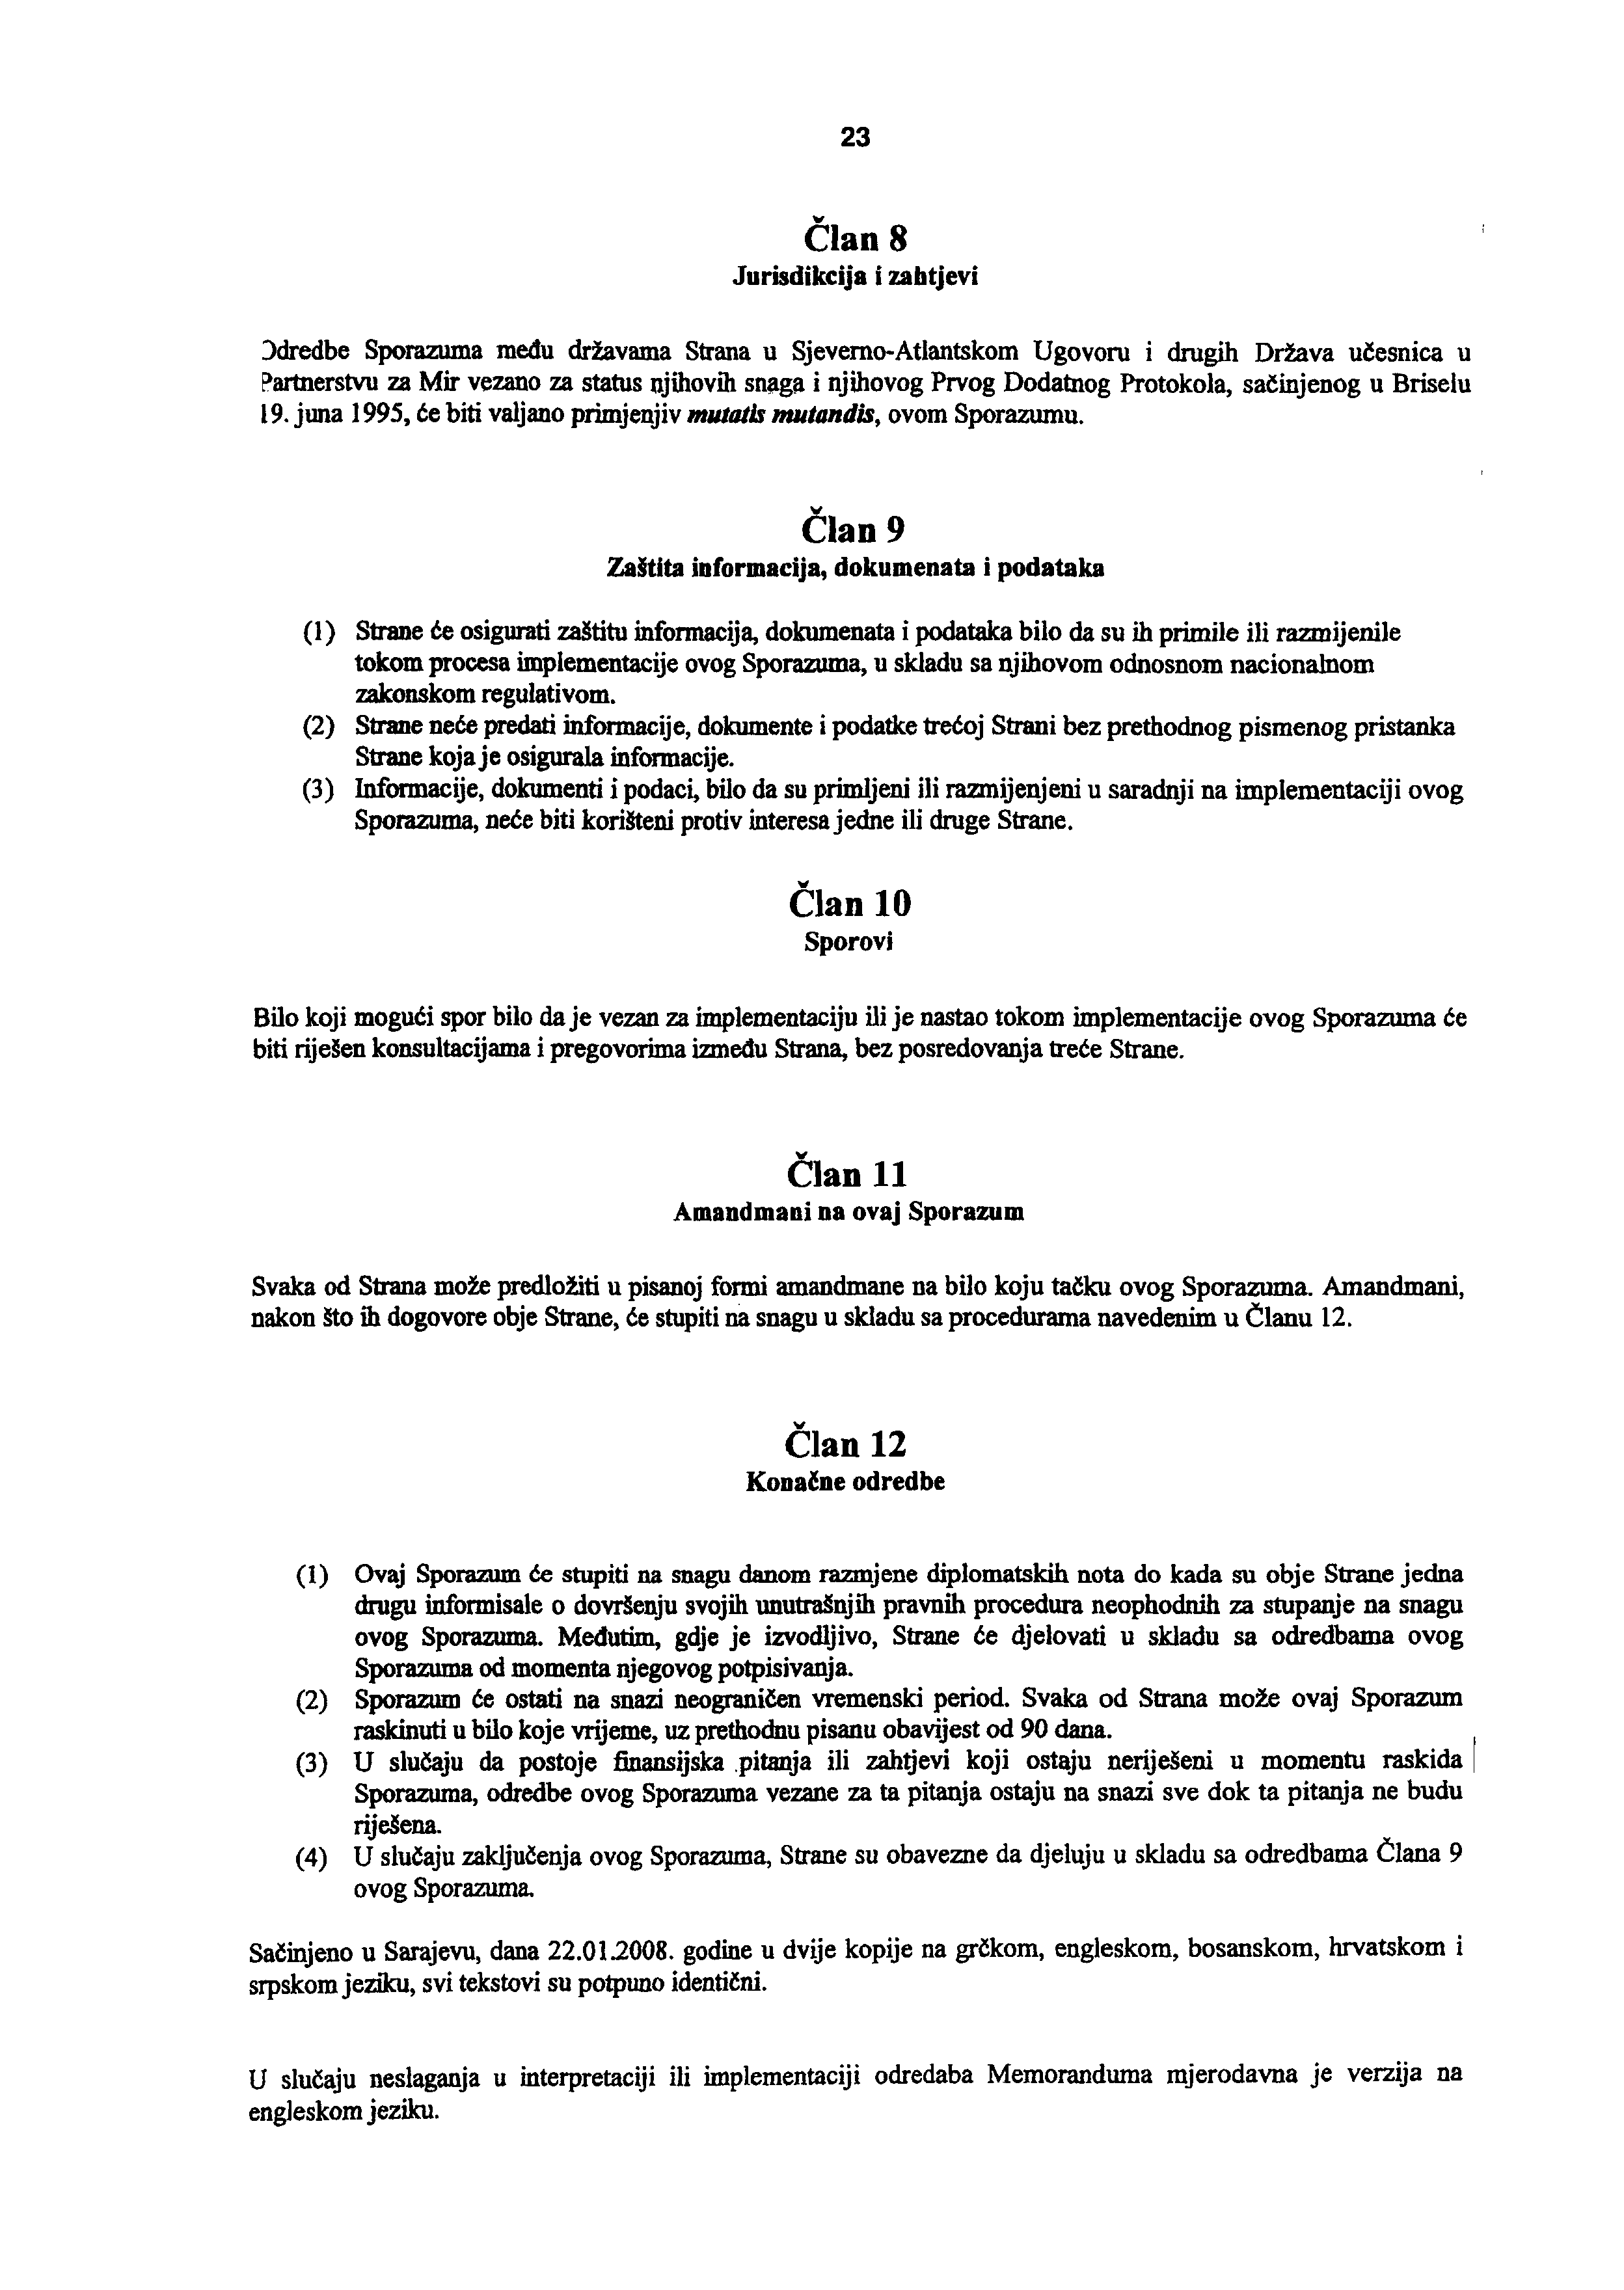 23
Član 8
Jurisdikcija i zahtjevi
Odredbe Sporazuma među državama Strana u Sjeverno-Atlantskom Ugovoru i drugih Država učesnica u
Partnerstvu za Mir vezano za status njihovih snaga i njihovog Prvog Dodatnog Protokola, sačinjenog u Briselu
19. juna 1995, će biti valjano primjenjiv mutatis mutandis, ovom Sporazumu.
Član 9
Zaštita informacija, dokumenata i podataka
(1) Strane će osigurati zaštitu informacija, dokumenata i podataka bilo da su ih primile ili razmijenile
tokom procesa implementacije ovog Sporazuma, u skladu sa njihovom odnosnom nacionalnom
zakonskom regulativom.
(2) Strane neće predati informacije, dokumente i podatke trećoj Strani bez prethodnog pismenog pristanka
Strane koja je osigurala informacije.
(3) Informacije, dokumenti i podaci, bilo da su primljeni ili razmijenjeni u saradnji na implementaciji ovog
Sporazuma, neće biti korišteni protiv interesa jedne ili druge Strane.
Član 10
Sporovi
Bilo koji mogući spor bilo da je vezan za implementaciju ili je nastao tokom implementacije ovog Sporazuma će
biti riješen konsultacijama i pregovorima između Strana, bez posredovanja treće Strane.
Član 11
Amandmani na ovaj Sporazum
Svaka od Strana može predložiti u pisanoj formi amandmane na bilo koju tačku ovog Sporazuma. Amandmani,
nakon što ih dogovore obje Strane, će stupiti na snagu u skladu sa procedurama navedenim u Članu 12.
Član 12
Konačne odredbe
(1) Ovaj Sporazum će stupiti na snagu danom razmjene diplomatskih nota do kada su obje Strane jedna
drugu informisale o dovršenju svojih unutrašnjih pravnih procedura neophodnih za stupanje na snagu
ovog Sporazuma. Međutim, gdje je izvodljivo, Strane će djelovati u skladu sa odredbama ovog
Sporazuma od momenta njegovog potpisivanja.
(2) Sporazum će ostati na snazi neograničen vremenski period. Svaka od Strana može ovaj Sporazum
raskinuti u bilo koje vrijeme, uz prethodnu pisanu obavijest od 90 dana.
(3) U slučaju da postoje finansijska pitanja ili zahtjevi koji ostaju neriješeni u momentu raskida
Sporazuma, odredbe ovog Sporazuma vezane za ta pitanja ostaju na snazi sve dok ta pitanja ne budu
riješena.
(4) U slučaju zaključenja ovog Sporazuma, Strane su obavezne da djeluju u skladu sa odredbama Člana 9
ovog Sporazuma.
Sačinjeno u Sarajevu, dana 22.01.2008. godine u dvije kopije na grčkom, engleskom, bosanskom, hrvatskom i
srpskom jeziku, svi tekstovi su potpuno identični.
U slučaju neslaganja u interpretaciji ili implementaciji odredaba Memoranduma mjerodavna je verzija na
engleskom jeziku.